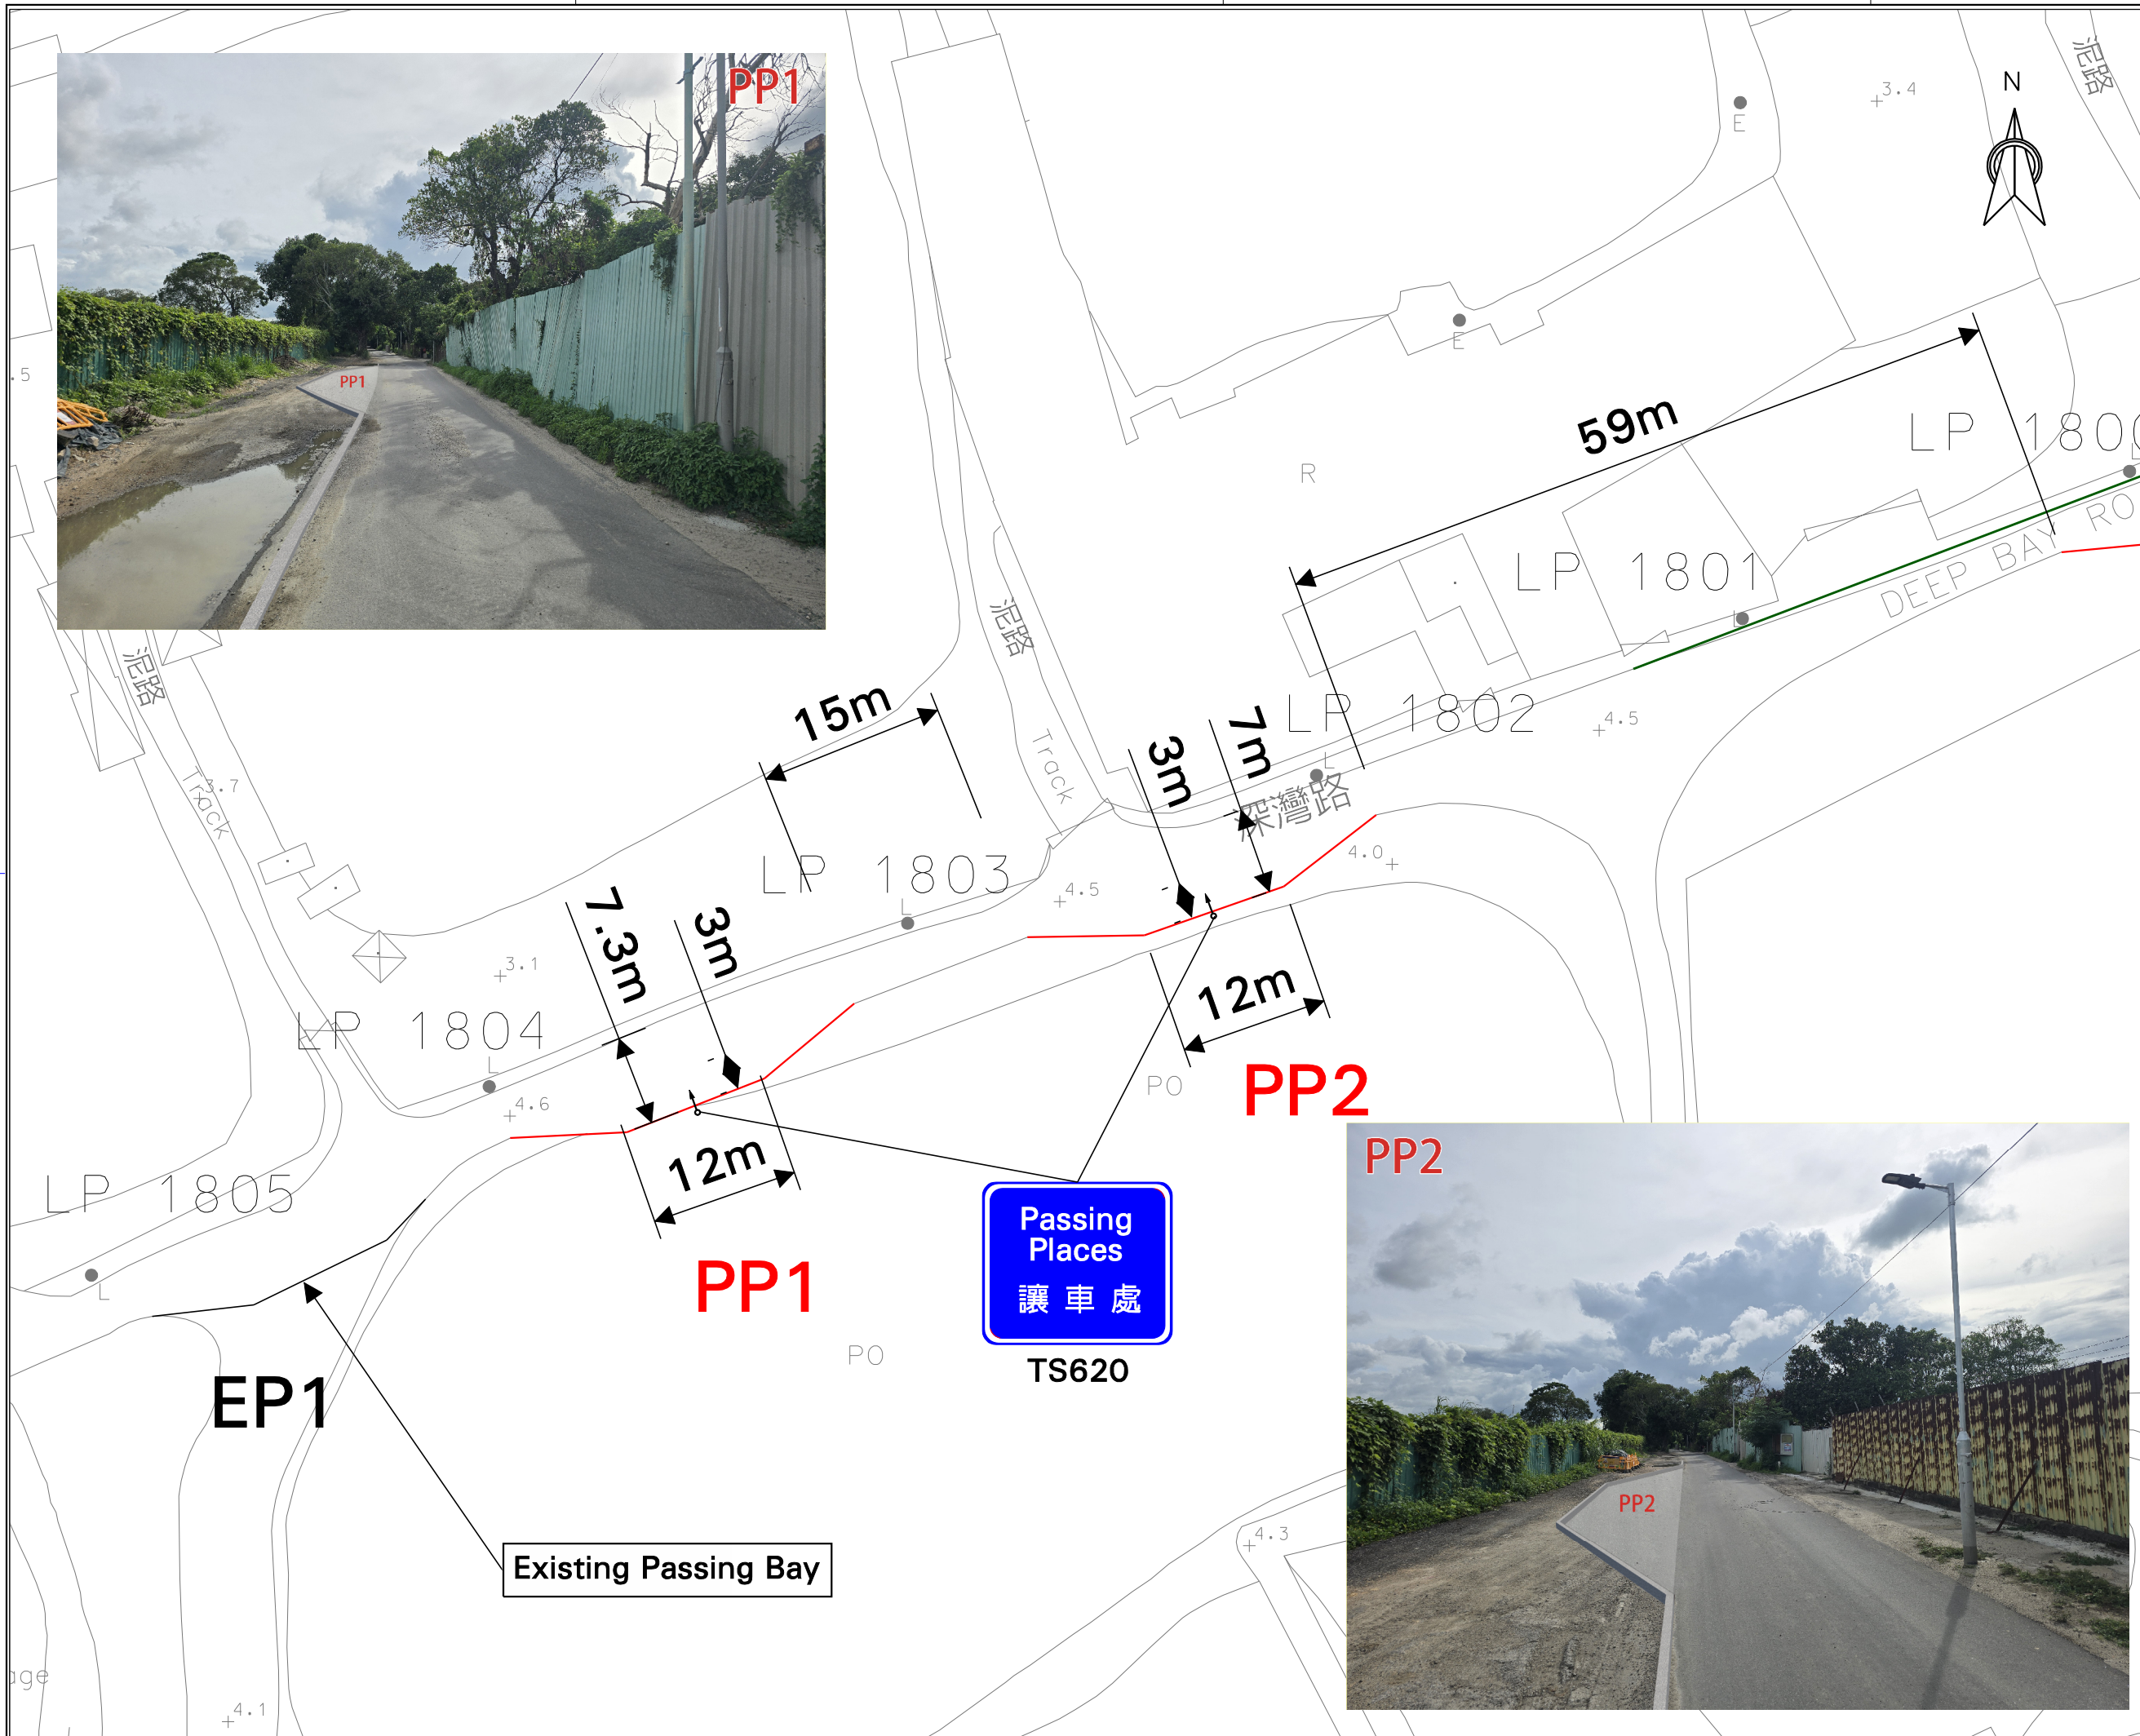 PP1
N
泥路
3.4
E
PP1
.5
E
59m
R
LP 1801
DEEP BAY RO
泥路
泥路
15m
LP 1802
L
7m
3m
4.5
Track
深灣路
Track
3.7
4.0
LP 1803
L
4.5
7.3m
3m
3.1
12m
LP 1804
L
4.6
PP2
PO
12m
PP2
LP 1805
L
PP1
Passing
Places
讓車處
TS620
PO
EP1
PP2
Existing Passing Bay
4.3
4.1